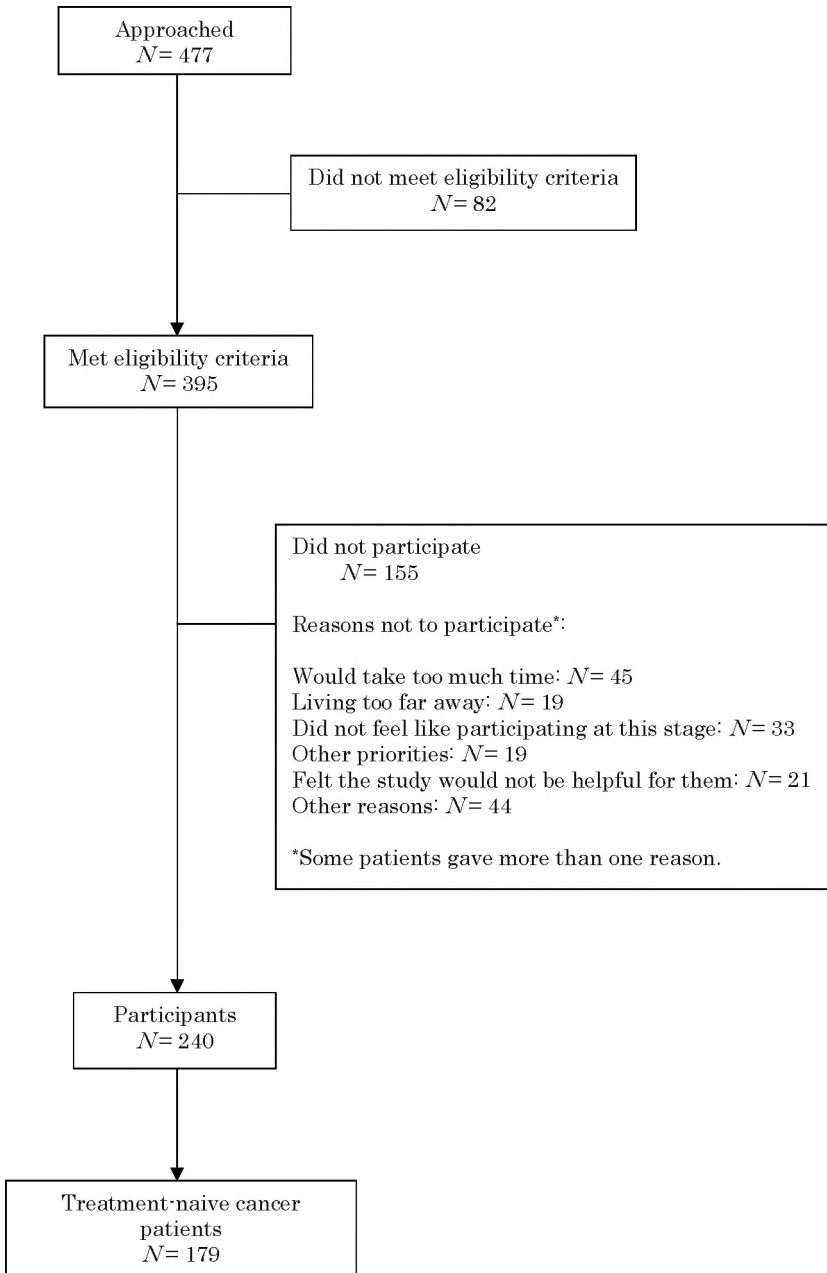 Approached
N= 477
Did not meet eligibility criteria
N= 82
Met eligibility criteria
N= 395
Did not participate
N= 155
Reasons not to participate*:
Would take too much time: N= 45
Living too far away: N= 19
Did not feel like participating at this stage: N= 33
Other priorities: N= 19
Felt the study would not be helpful for them: N= 21
Other reasons: N= 44
*Some patients gave more than one reason.
Participants
N= 240
Treatment-naive cancer
patients
N= 179